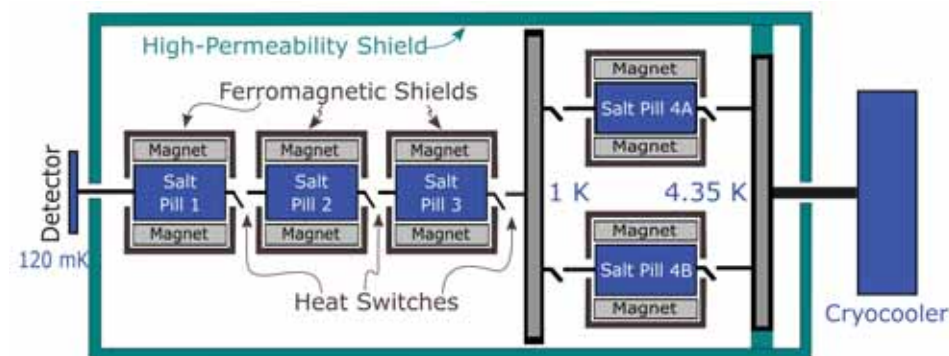 High-Permeability Shield
Ferromagnetic Shields
Magnet
Magnet
Magnet
Salt
Pill 1
Salt
Pill 2
Salt
Pill 3
Magnet
Magnet
Magnet
Detector
120 mK
Heat Switches
Magnet
Salt Pill 4A
Magnet
1 K
4.35 K
Magnet
Salt Pill 4B
Magnet
Cryocooler